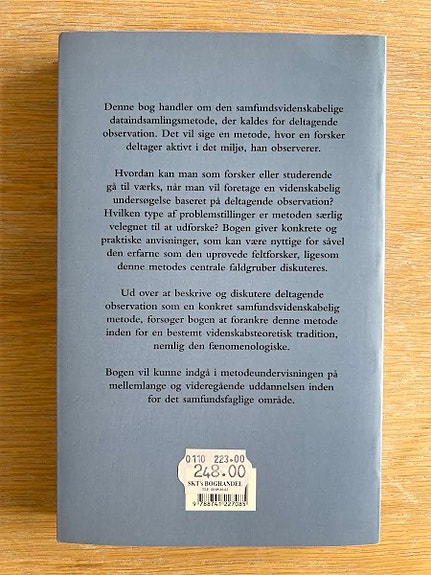 Denne bog handler om den samfundsvidenskabelige
dataindsamlingsmetode, der kaldes for deltagende
observation. Det vil sige en metode, hvor en forsker
deltager aktivt i det miljø, han observerer.
Hvordan kan man som forsker eller studerende
gå til værks, når man vil foretage en videnskabelig
undersøgelse baseret på deltagende observation?
Hvilken type af problemstillinger er metoden særlig
velegnet til at udforske? Bogen giver konkrete og
praktiske anvisninger, som kan være nyttige for såvel
den erfarne som den uprøvede feltforsker, ligesom
denne metodes centrale faldgruber diskuteres.
Ud over at beskrive og diskutere deltagende
observation som en konkret samfundsvidenskabelig
metode, forsøger bogen at forankre denne metode
inden for en bestemt videnskabsteoretisk tradition,
nemlig den fænomenologiske.
Bogen vil kunne indgå i metodeundervisningen på
mellemlange og videregående uddannelsen inden
for det samfundsfaglige område.
0110 223.00
248.00
SKT's BOGHANDEL
9788741227085